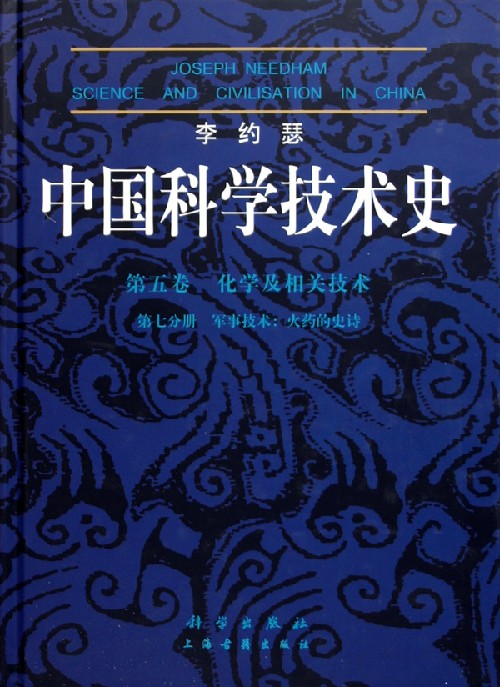 JOSEPH NEEDHAM
SCIENCE AND CIVILISATION IN CHINA
李约瑟
中国科学技术史
第五卷 化学及相关技术
第七分册 军事技术：火药的史诗
科学出版社
上海古籍出版社